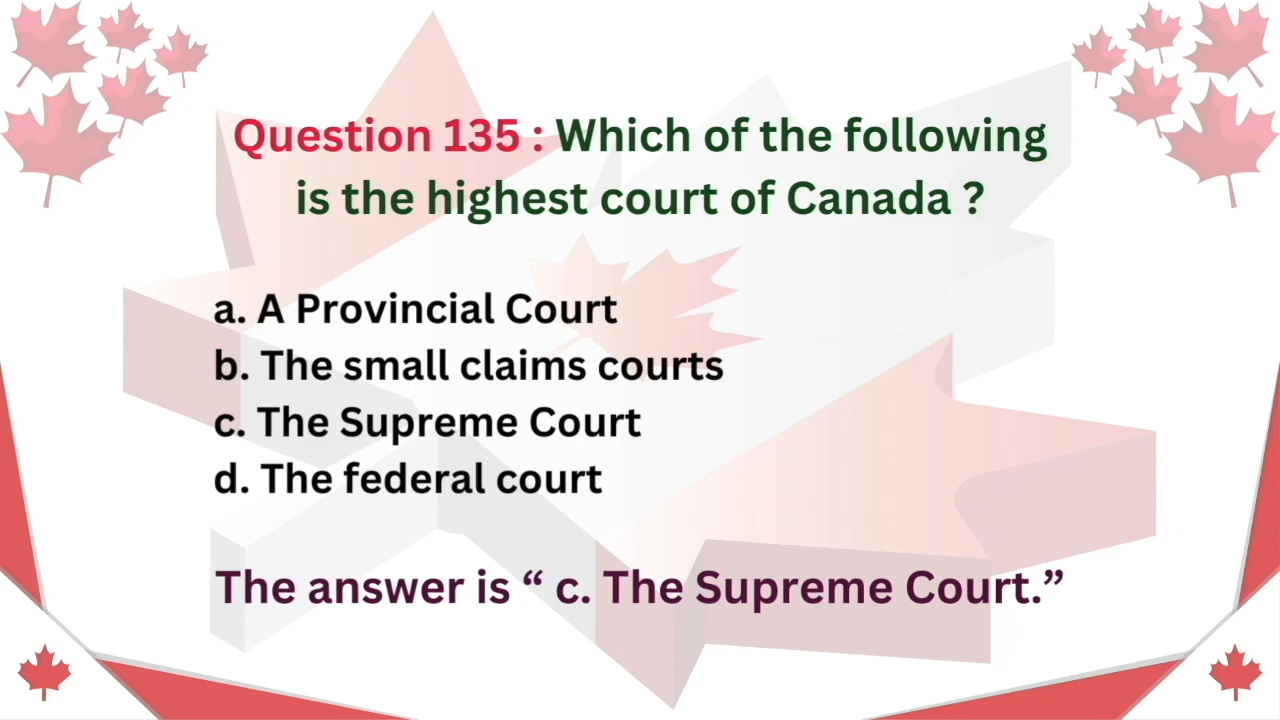 Question 135 : Which of the following
is the highest court of Canada ?
a. A Provincial Court
b. The small claims courts
c. The Supreme Court
d. The federal court
The answer is “ c. The Supreme Court.”